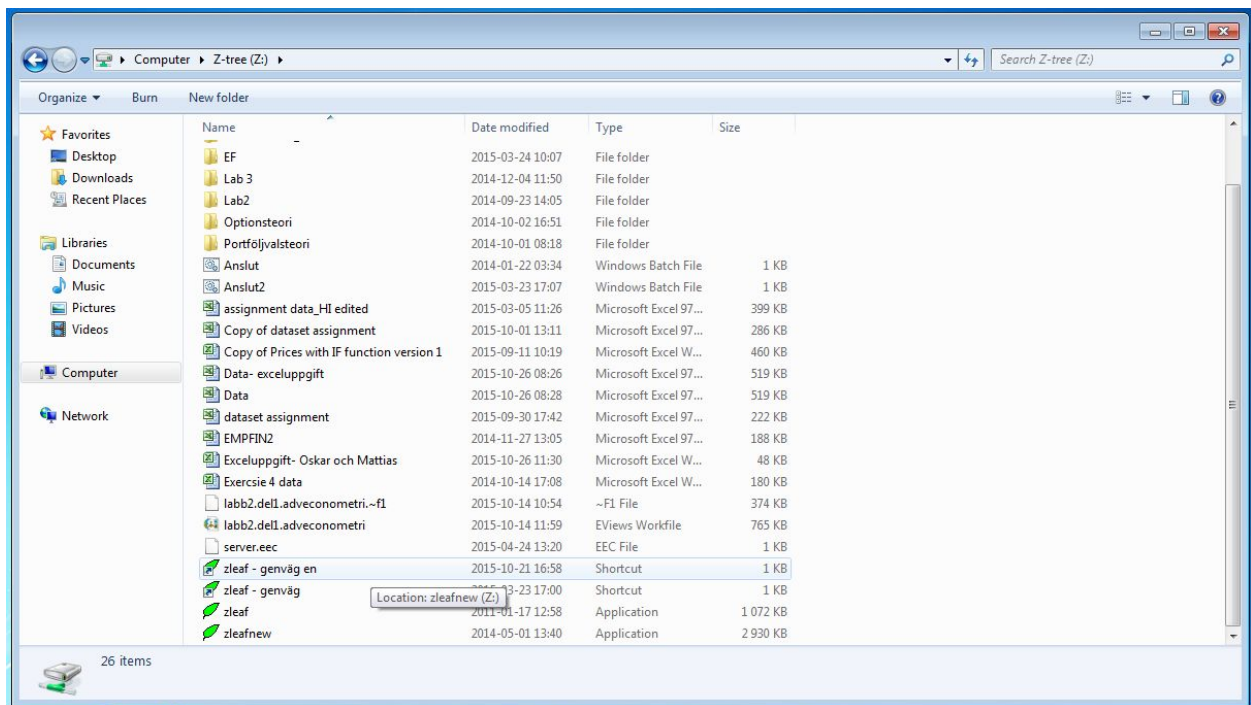 Computer ▸ Z-tree (Z:) ▸ Search Z-tree (Z:)
Organize Burn New folder
Favorites
Desktop
Downloads
Recent Places
Libraries
Documents
Music
Pictures
Videos
Computer
Network
Name Date modified Type Size
EF 2015-03-24 10:07 File folder
Lab 3 2014-12-04 11:50 File folder
Lab2 2014-09-23 14:05 File folder
Optionsteori 2014-10-02 16:51 File folder
Portföljvalsteori 2014-10-01 08:18 File folder
Anslut 2014-01-22 03:34 Windows Batch File 1 KB
Anslut2 2015-03-23 17:07 Windows Batch File 1 KB
assignment data_HI edited 2015-03-05 11:26 Microsoft Excel 97... 399 KB
Copy of dataset assignment 2015-10-01 13:11 Microsoft Excel 97... 286 KB
Copy of Prices with IF function version 1 2015-09-11 10:19 Microsoft Excel W... 460 KB
Data- exceluppgift 2015-10-26 08:26 Microsoft Excel 97... 519 KB
Data 2015-10-26 08:28 Microsoft Excel 97... 519 KB
dataset assignment 2015-09-30 17:42 Microsoft Excel 97... 222 KB
EMPFIN2 2014-11-27 13:05 Microsoft Excel 97... 188 KB
Exceluppgift- Oskar och Mattias 2015-10-26 11:30 Microsoft Excel W... 48 KB
Exercsie 4 data 2014-10-14 17:08 Microsoft Excel W... 180 KB
labb2.del1.adveconometri.~f1 2015-10-14 10:54 ~F1 File 374 KB
labb2.del1.adveconometri 2015-10-14 11:59 EViews Workfile 765 KB
server.eec 2015-04-24 13:20 EEC File 1 KB
zleaf - genväg en 2015-10-21 16:58 Shortcut 1 KB
zleaf - genväg 3-23 17:00 Shortcut 1 KB
Location: zleafnew (Z:)
zleaf 2011-01-17 12:58 Application 1 072 KB
zleafnew 2014-05-01 13:40 Application 2 930 KB
26 items